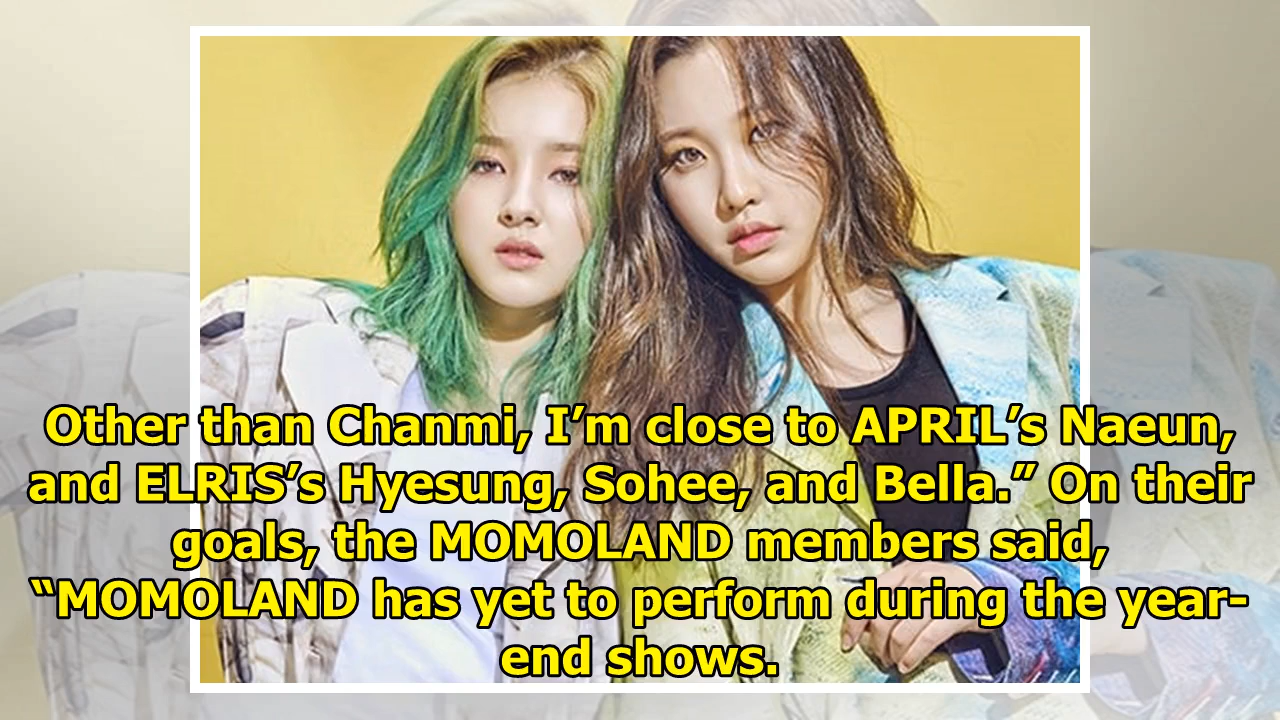 Other than Chanmi, I’m close to APRIL’s Naeun,
and ELRIS’s Hyesung, Sohee, and Bella.” On their
goals, the MOMOLAND members said,
“MOMOLAND has yet to perform during the year-
end shows.